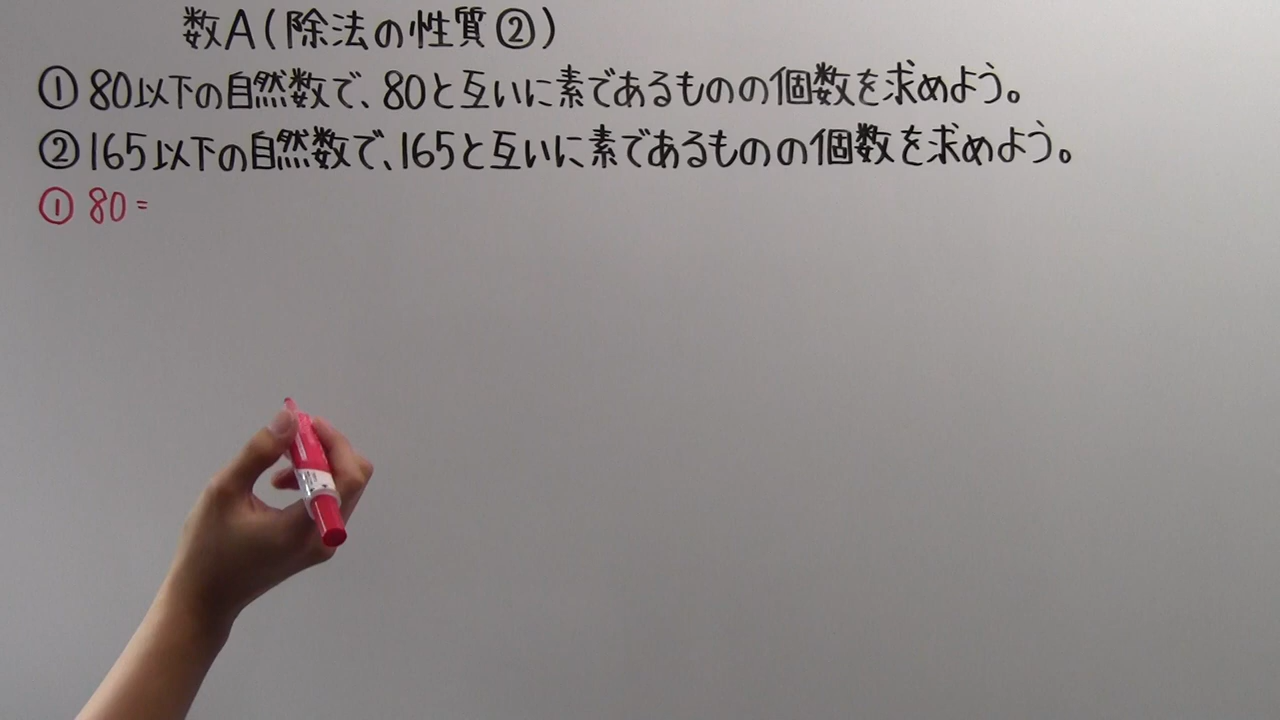 数A(除法の性質②)
①80以下の自然数で、80と互いに素であるものの個数を求めよう。
②165以下の自然数で、165と互いに素であるものの個数を求めよう。
①80=